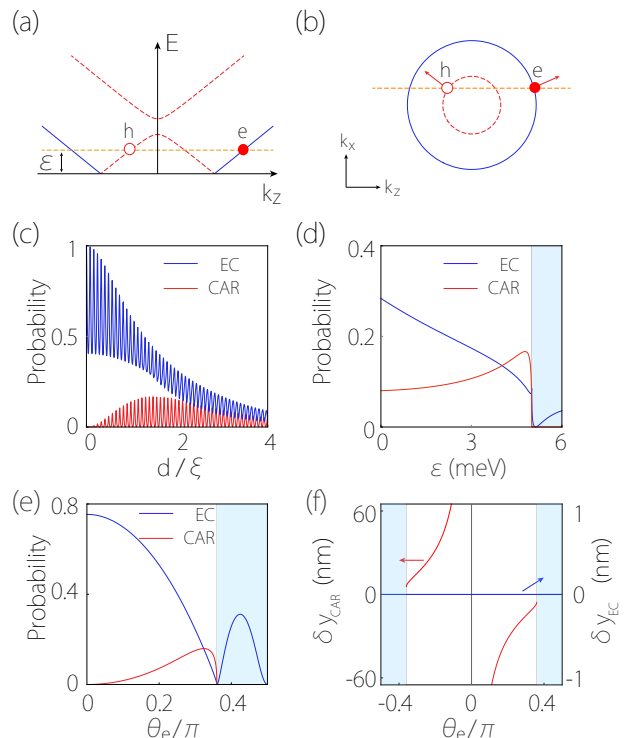 (a)
E
h
e
ε
k_z
(b)
h
e
k_x
k_z
(c)
1
0.5
0
EC
CAR
Probability
0
2
4
d / ξ
(d)
0.4
0.2
0
EC
CAR
Probability
0
3
6
ε (meV)
(e)
0.8
0.4
0
EC
CAR
Probability
0
0.2
0.4
θ_e/π
(f)
60
0
-60
δ y_CAR (nm)
1
0
-1
δ y_EC (nm)
-0.4
0
0.4
θ_e/π